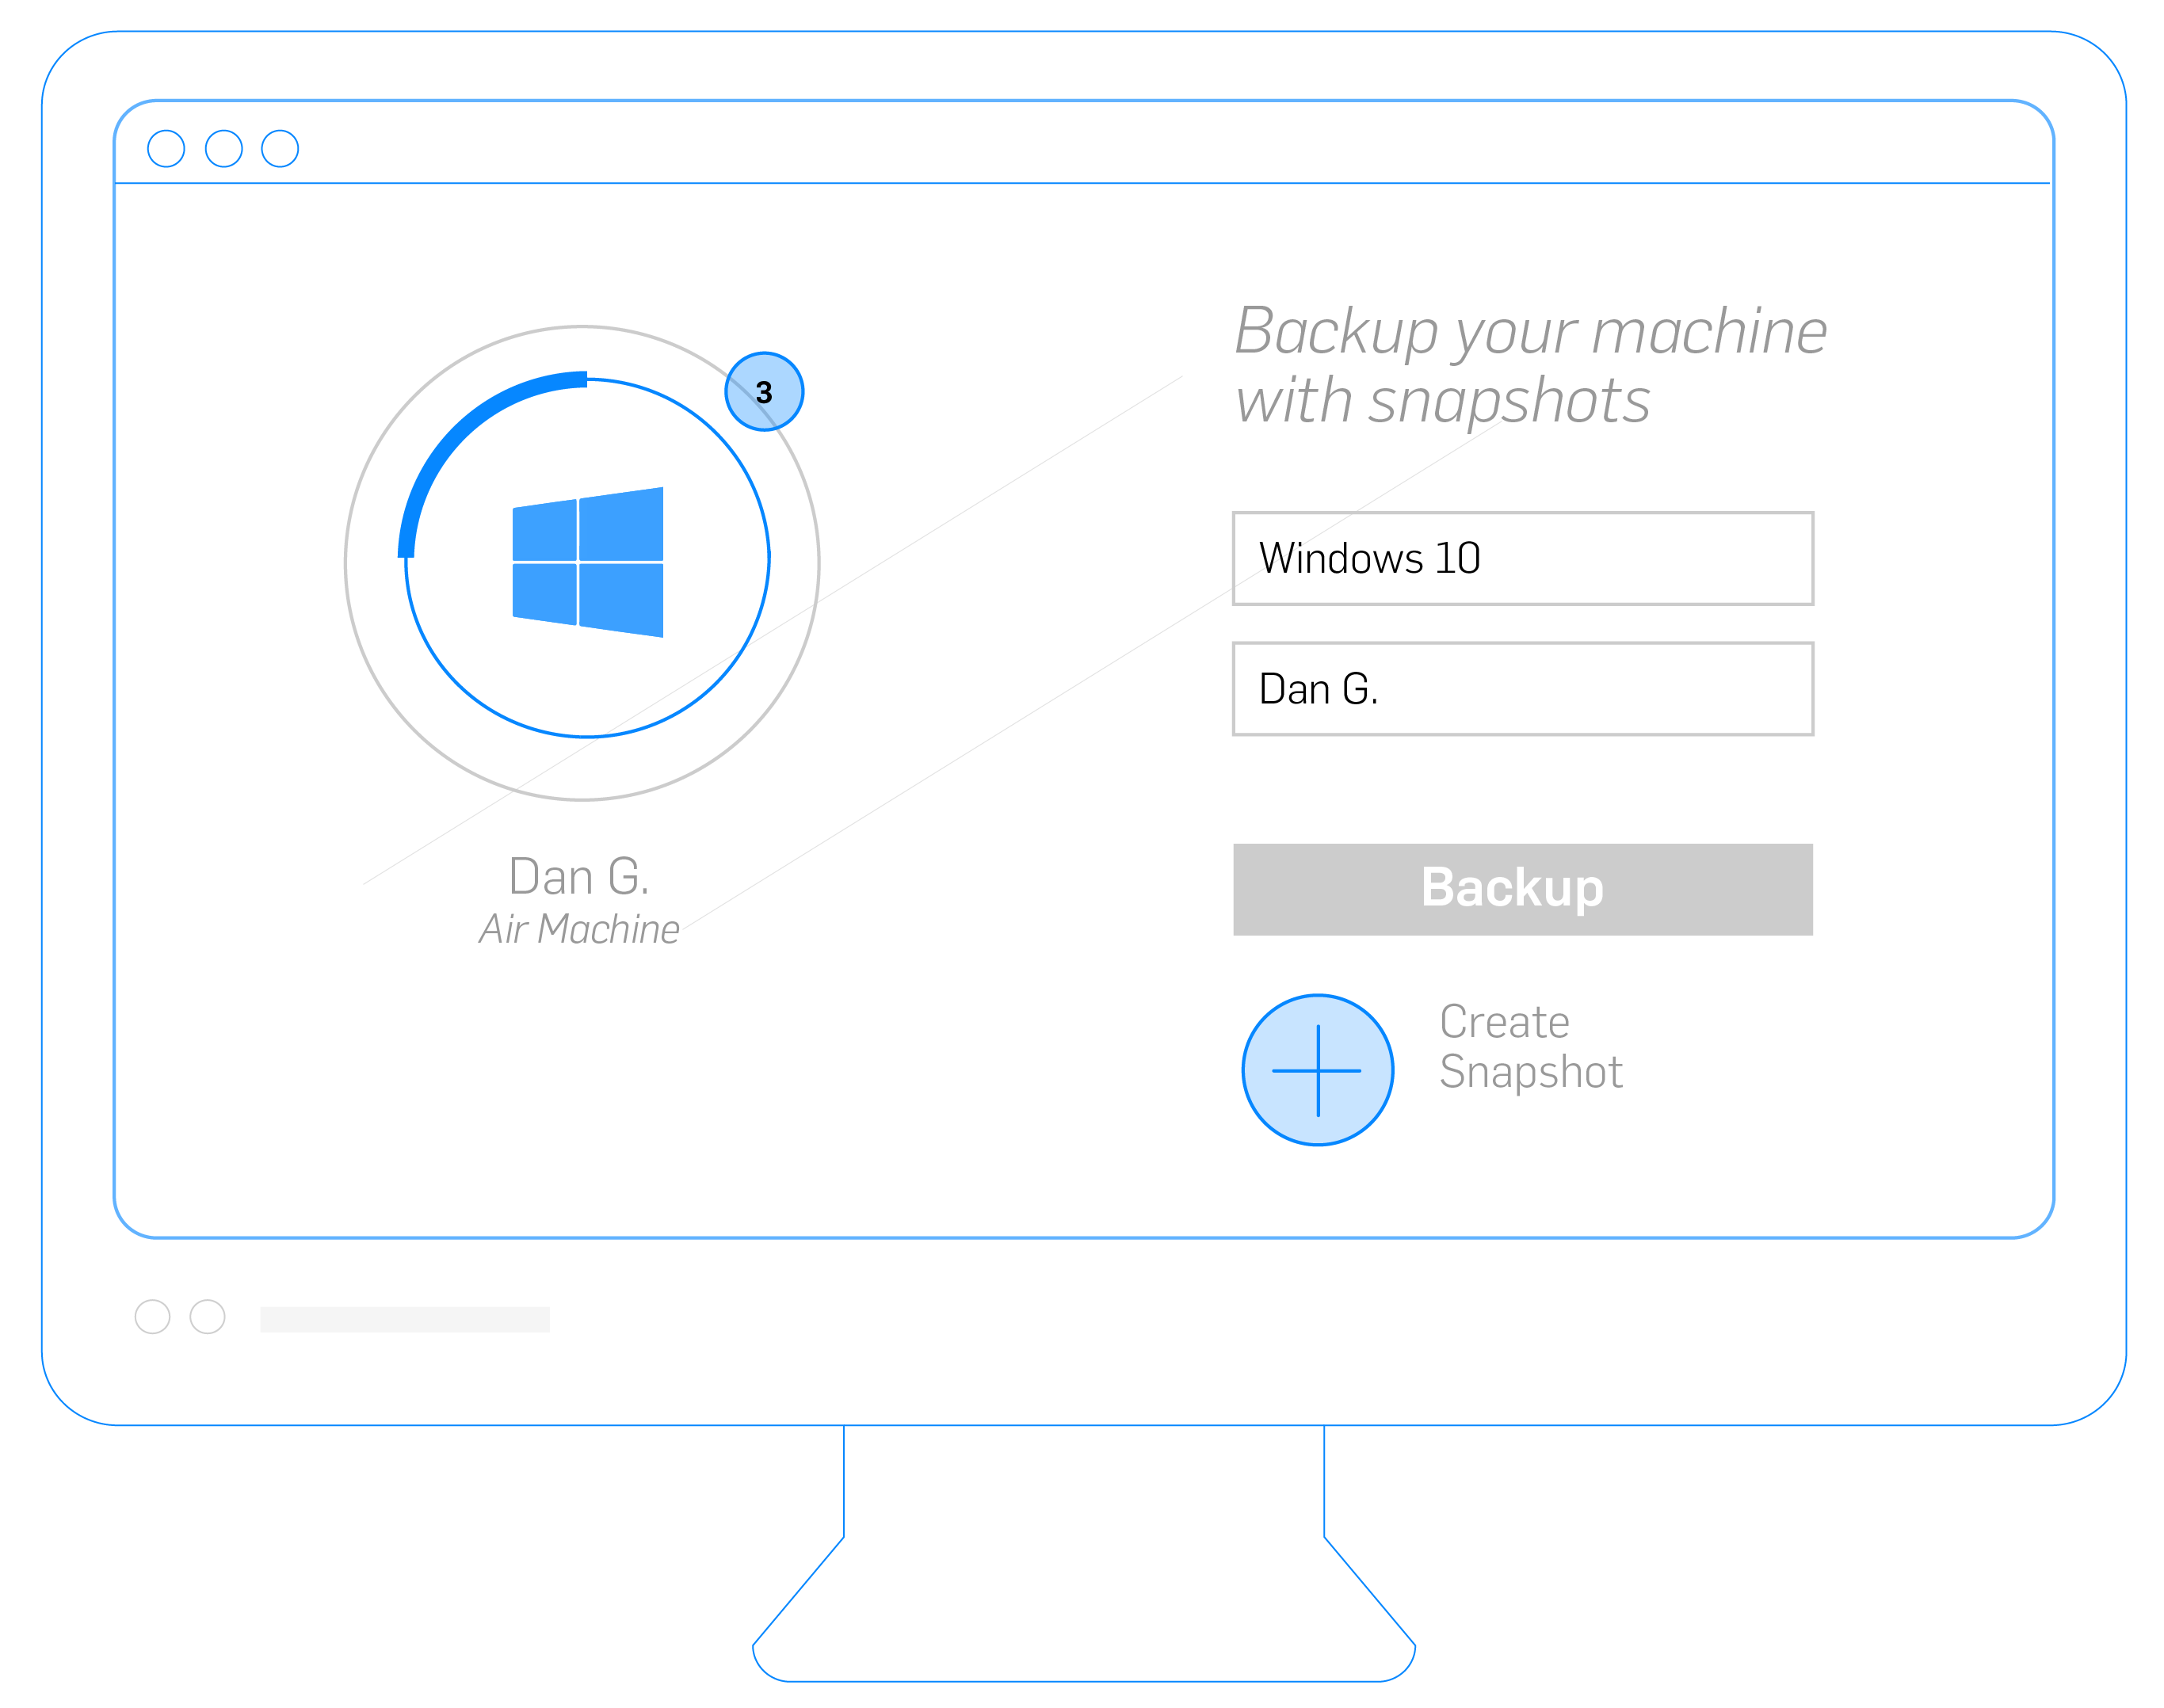 3
Dan G.
Air Machine
Backup your machine
with snapshots
Windows 10
Dan G.
Backup
Create
Snapshot